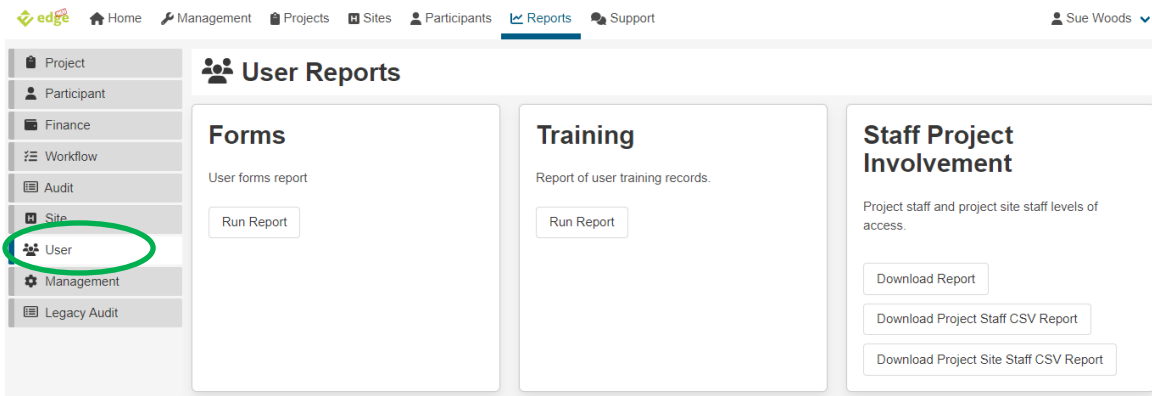 edge Home Management Projects Sites Participants Reports Support Sue Woods
Project
Participant
Finance
Workflow
Audit
Site
User
Management
Legacy Audit
User Reports
Forms
User forms report
Run Report
Training
Report of user training records.
Run Report
Staff Project
Involvement
Project staff and project site staff levels of
access.
Download Report
Download Project Staff CSV Report
Download Project Site Staff CSV Report